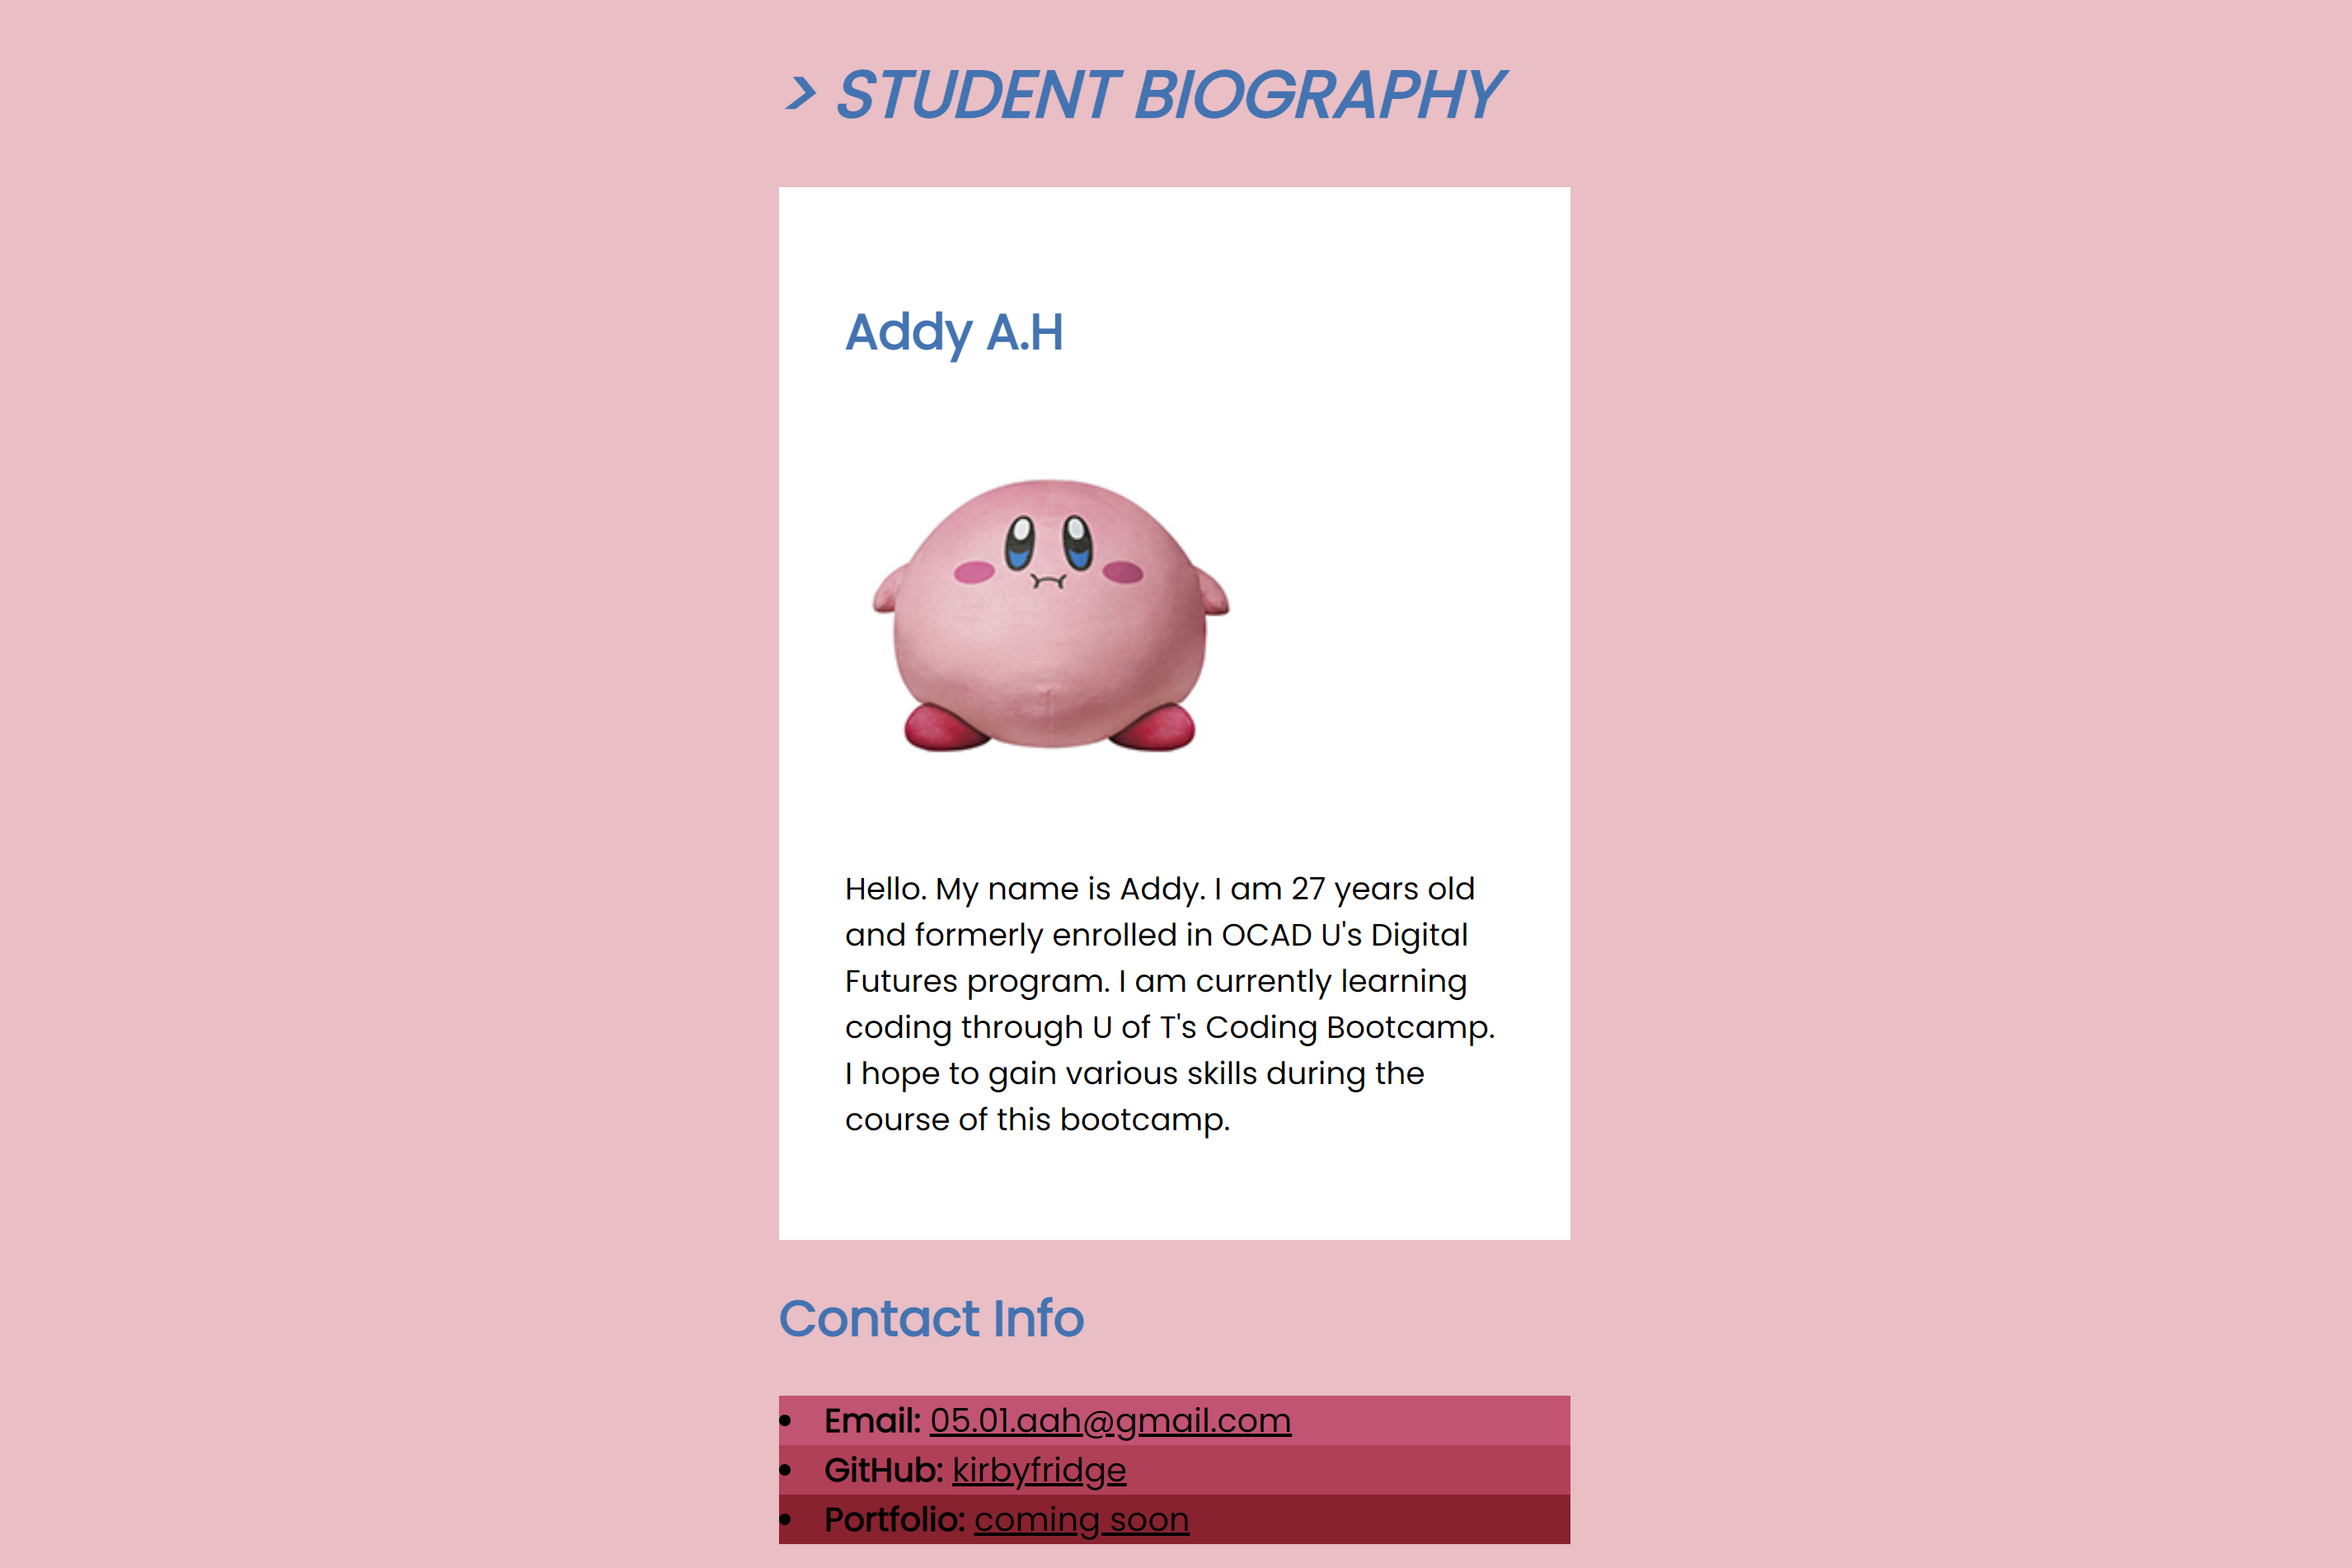 > STUDENT BIOGRAPHY
Addy A.H
Hello. My name is Addy. I am 27 years old
and formerly enrolled in OCAD U's Digital
Futures program. I am currently learning
coding through U of T's Coding Bootcamp.
I hope to gain various skills during the
course of this bootcamp.
Contact Info
• Email: 05.01.aah@gmail.com
• GitHub: kirbyfridge
• Portfolio: coming soon